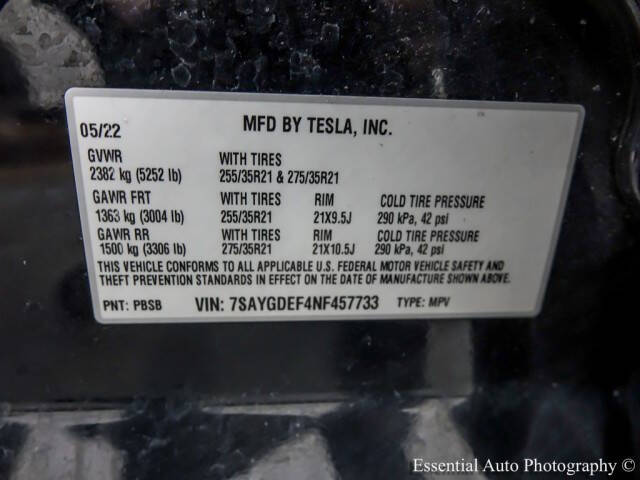 05/22 MFD BY TESLA, INC.
GVWR WITH TIRES
2382 kg (5252 lb) 255/35R21 & 275/35R21
GAWR FRT WITH TIRES RIM COLD TIRE PRESSURE
1363 kg (3004 lb) 255/35R21 21X9.5J 290 kPa, 42 psi
GAWR RR WITH TIRES RIM COLD TIRE PRESSURE
1500 kg (3306 lb) 275/35R21 21X10.5J 290 kPa, 42 psi
THIS VEHICLE CONFORMS TO ALL APPLICABLE U.S. FEDERAL MOTOR VEHICLE SAFETY AND
THEFT PREVENTION STANDARDS IN EFFECT ON THE DATE OF MANUFACTURE SHOWN ABOVE.
PNT: PBSB VIN: 7SAYGDEF4NF457733 TYPE: MPV
Essential Auto Photography ©